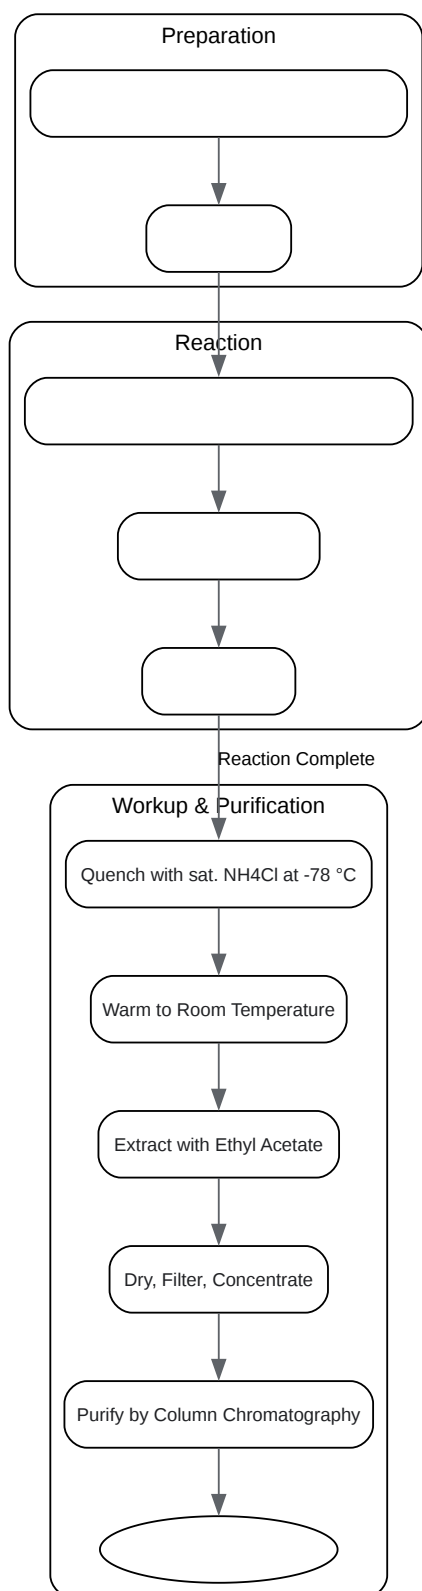 Preparation
Reaction
Reaction Complete
Workup & Purification
Quench with sat. NH4Cl at -78 °C
Warm to Room Temperature
Extract with Ethyl Acetate
Dry, Filter, Concentrate
Purify by Column Chromatography